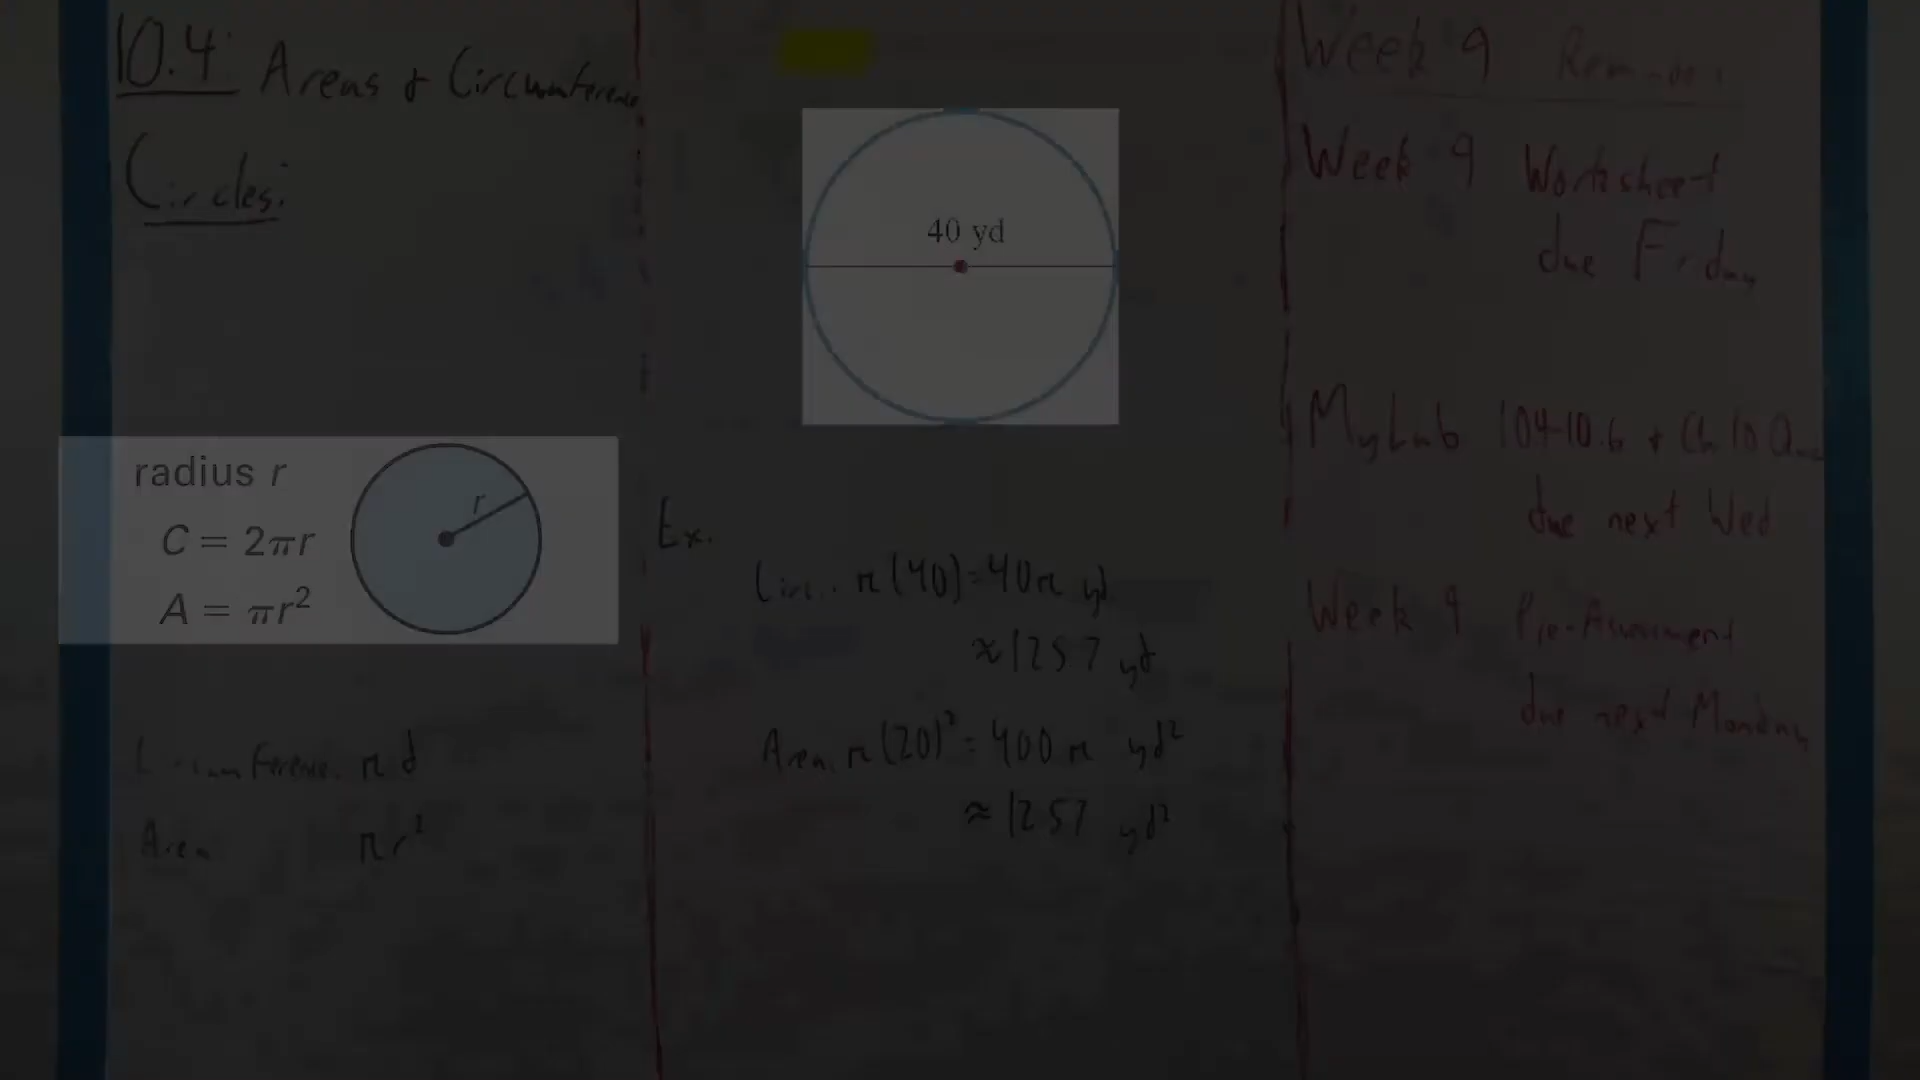 10.4: Areas & Circumference
Circles:
radius r
r
C = 2πr
A = πr²
Circumference: πd
Area πr²
40 yd
Ex.
Circ.: π(40) = 40π yd
≈ 125.7 yd
Area: π(20)² = 400π yd²
≈ 1257 yd²
Week 9
Week 9 Worksheet
due Friday
MyLab 10.4-10.6 + Ch 10
due next Wed
Week 9 Pre-Assessment
due next Monday